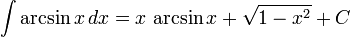 ∫ arcsin x dx = x arcsin x + √(1 − x²) + C